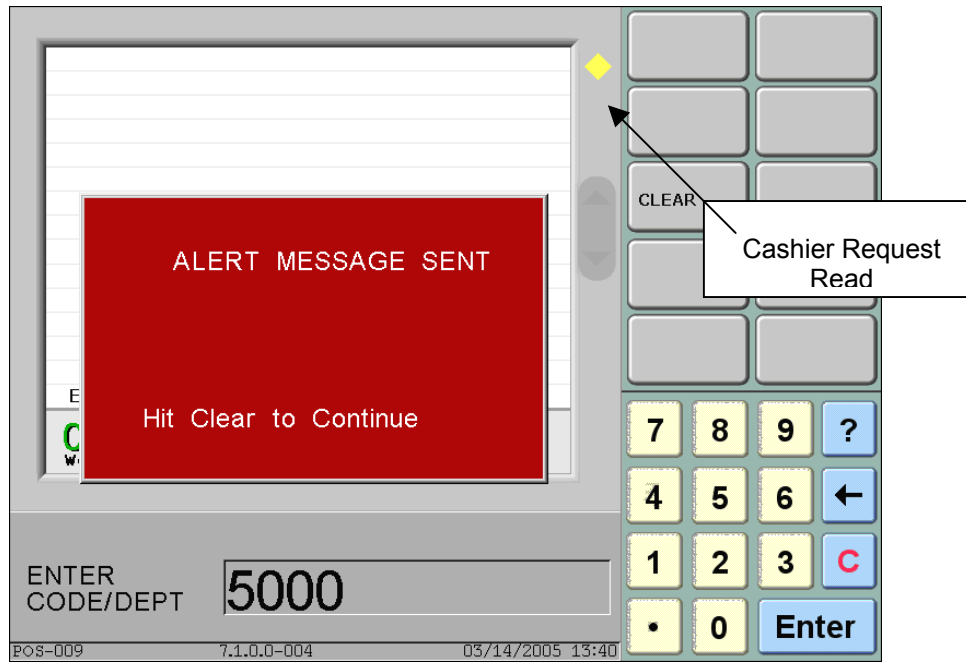 CLEAR
Cashier Request
Read
ALERT MESSAGE SENT
Hit Clear to Continue
E
7 8 9 ?
4 5 6 ←
1 2 3 C
. 0 Enter
ENTER
CODE/DEPT
5000
POS-009 7.1.0.0-004 03/14/2005 13:40